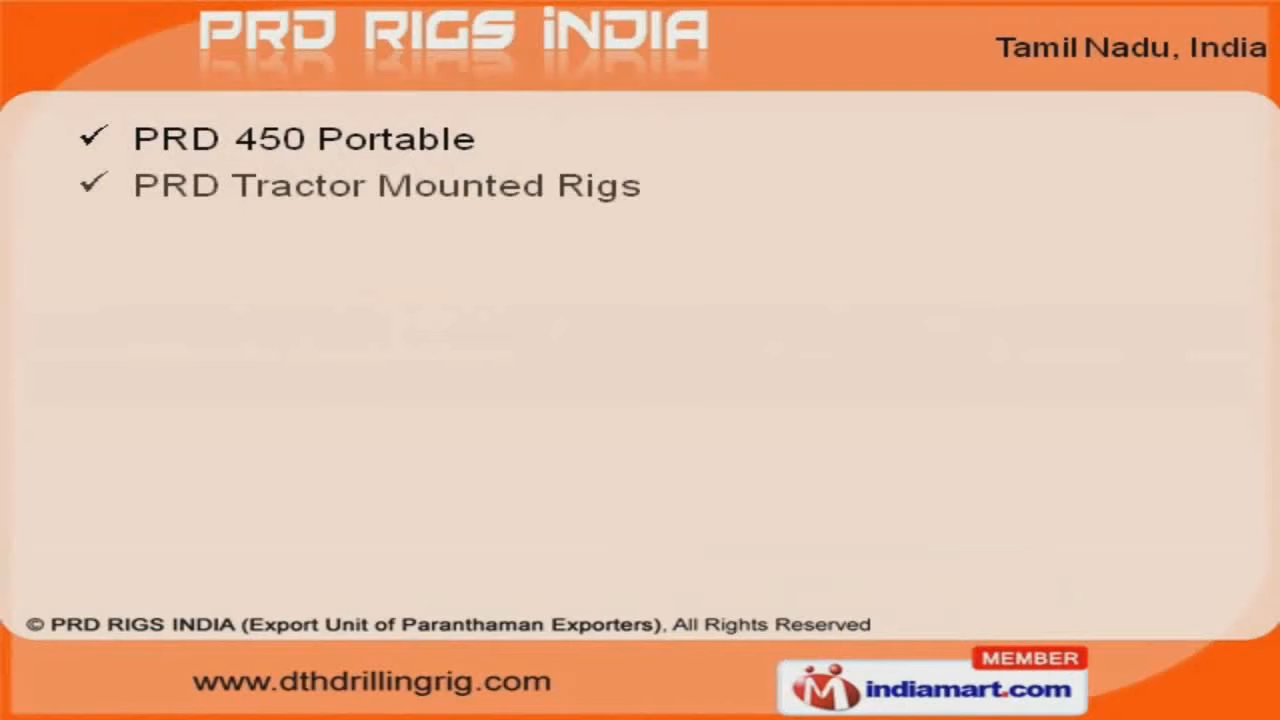 PRD RIGS INDIA
Tamil Nadu, India
✓ PRD 450 Portable
✓ PRD Tractor Mounted Rigs
© PRD RIGS INDIA (Export Unit of Paranthaman Exporters), All Rights Reserved
www.dthdrillingrig.com
MEMBER
indiamart.com